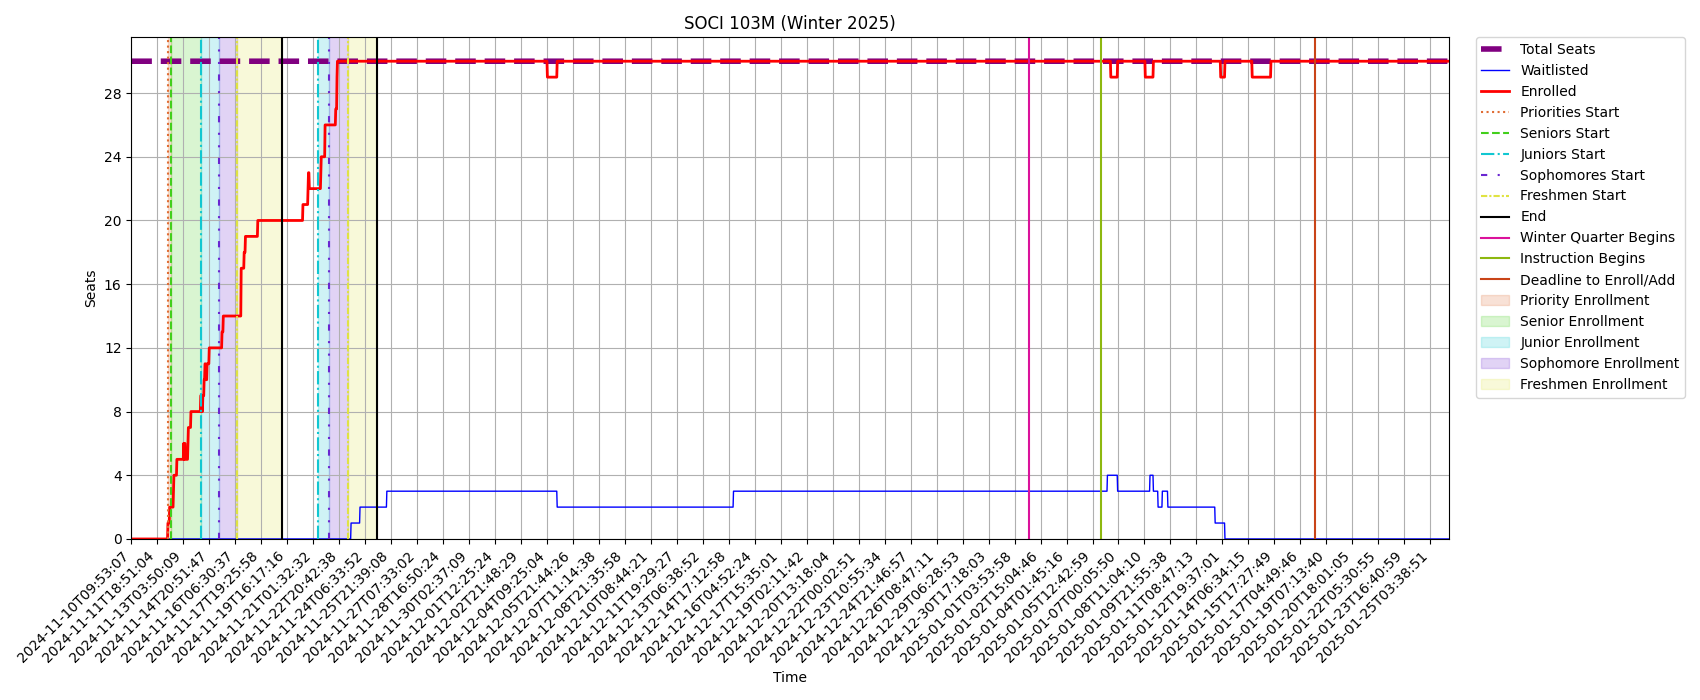 SOCI 103M (Winter 2025)
Seats
28
24
20
16
12
8
4
0
2024-11-10T09:53:07
2024-11-11T18:51:04
2024-11-13T03:50:09
2024-11-14T20:51:47
2024-11-16T06:30:37
2024-11-17T19:25:58
2024-11-19T16:17:16
2024-11-21T01:32:32
2024-11-22T20:42:38
2024-11-24T06:33:52
2024-11-25T21:39:08
2024-11-27T07:33:02
2024-11-28T16:50:24
2024-11-30T02:37:09
2024-12-01T12:25:24
2024-12-02T21:48:29
2024-12-04T09:25:04
2024-12-05T21:44:26
2024-12-07T11:14:38
2024-12-08T21:35:58
2024-12-10T08:44:21
2024-12-11T19:29:27
2024-12-13T06:38:52
2024-12-14T17:12:58
2024-12-16T04:52:24
2024-12-17T15:35:01
2024-12-19T02:11:42
2024-12-20T13:18:04
2024-12-22T00:02:51
2024-12-23T10:55:34
2024-12-24T21:46:57
2024-12-26T08:47:11
2024-12-29T06:28:53
2024-12-30T17:18:03
2025-01-01T03:53:58
2025-01-02T15:04:46
2025-01-04T01:45:16
2025-01-05T12:42:59
2025-01-07T00:05:50
2025-01-08T11:04:10
2025-01-09T21:55:38
2025-01-11T08:47:13
2025-01-12T19:37:01
2025-01-14T06:34:15
2025-01-15T17:27:49
2025-01-17T04:49:46
2025-01-19T07:13:40
2025-01-20T18:01:05
2025-01-22T05:30:55
2025-01-23T16:40:59
2025-01-25T03:38:51
Time
Total Seats
Waitlisted
Enrolled
Priorities Start
Seniors Start
Juniors Start
Sophomores Start
Freshmen Start
End
Winter Quarter Begins
Instruction Begins
Deadline to Enroll/Add
Priority Enrollment
Senior Enrollment
Junior Enrollment
Sophomore Enrollment
Freshmen Enrollment